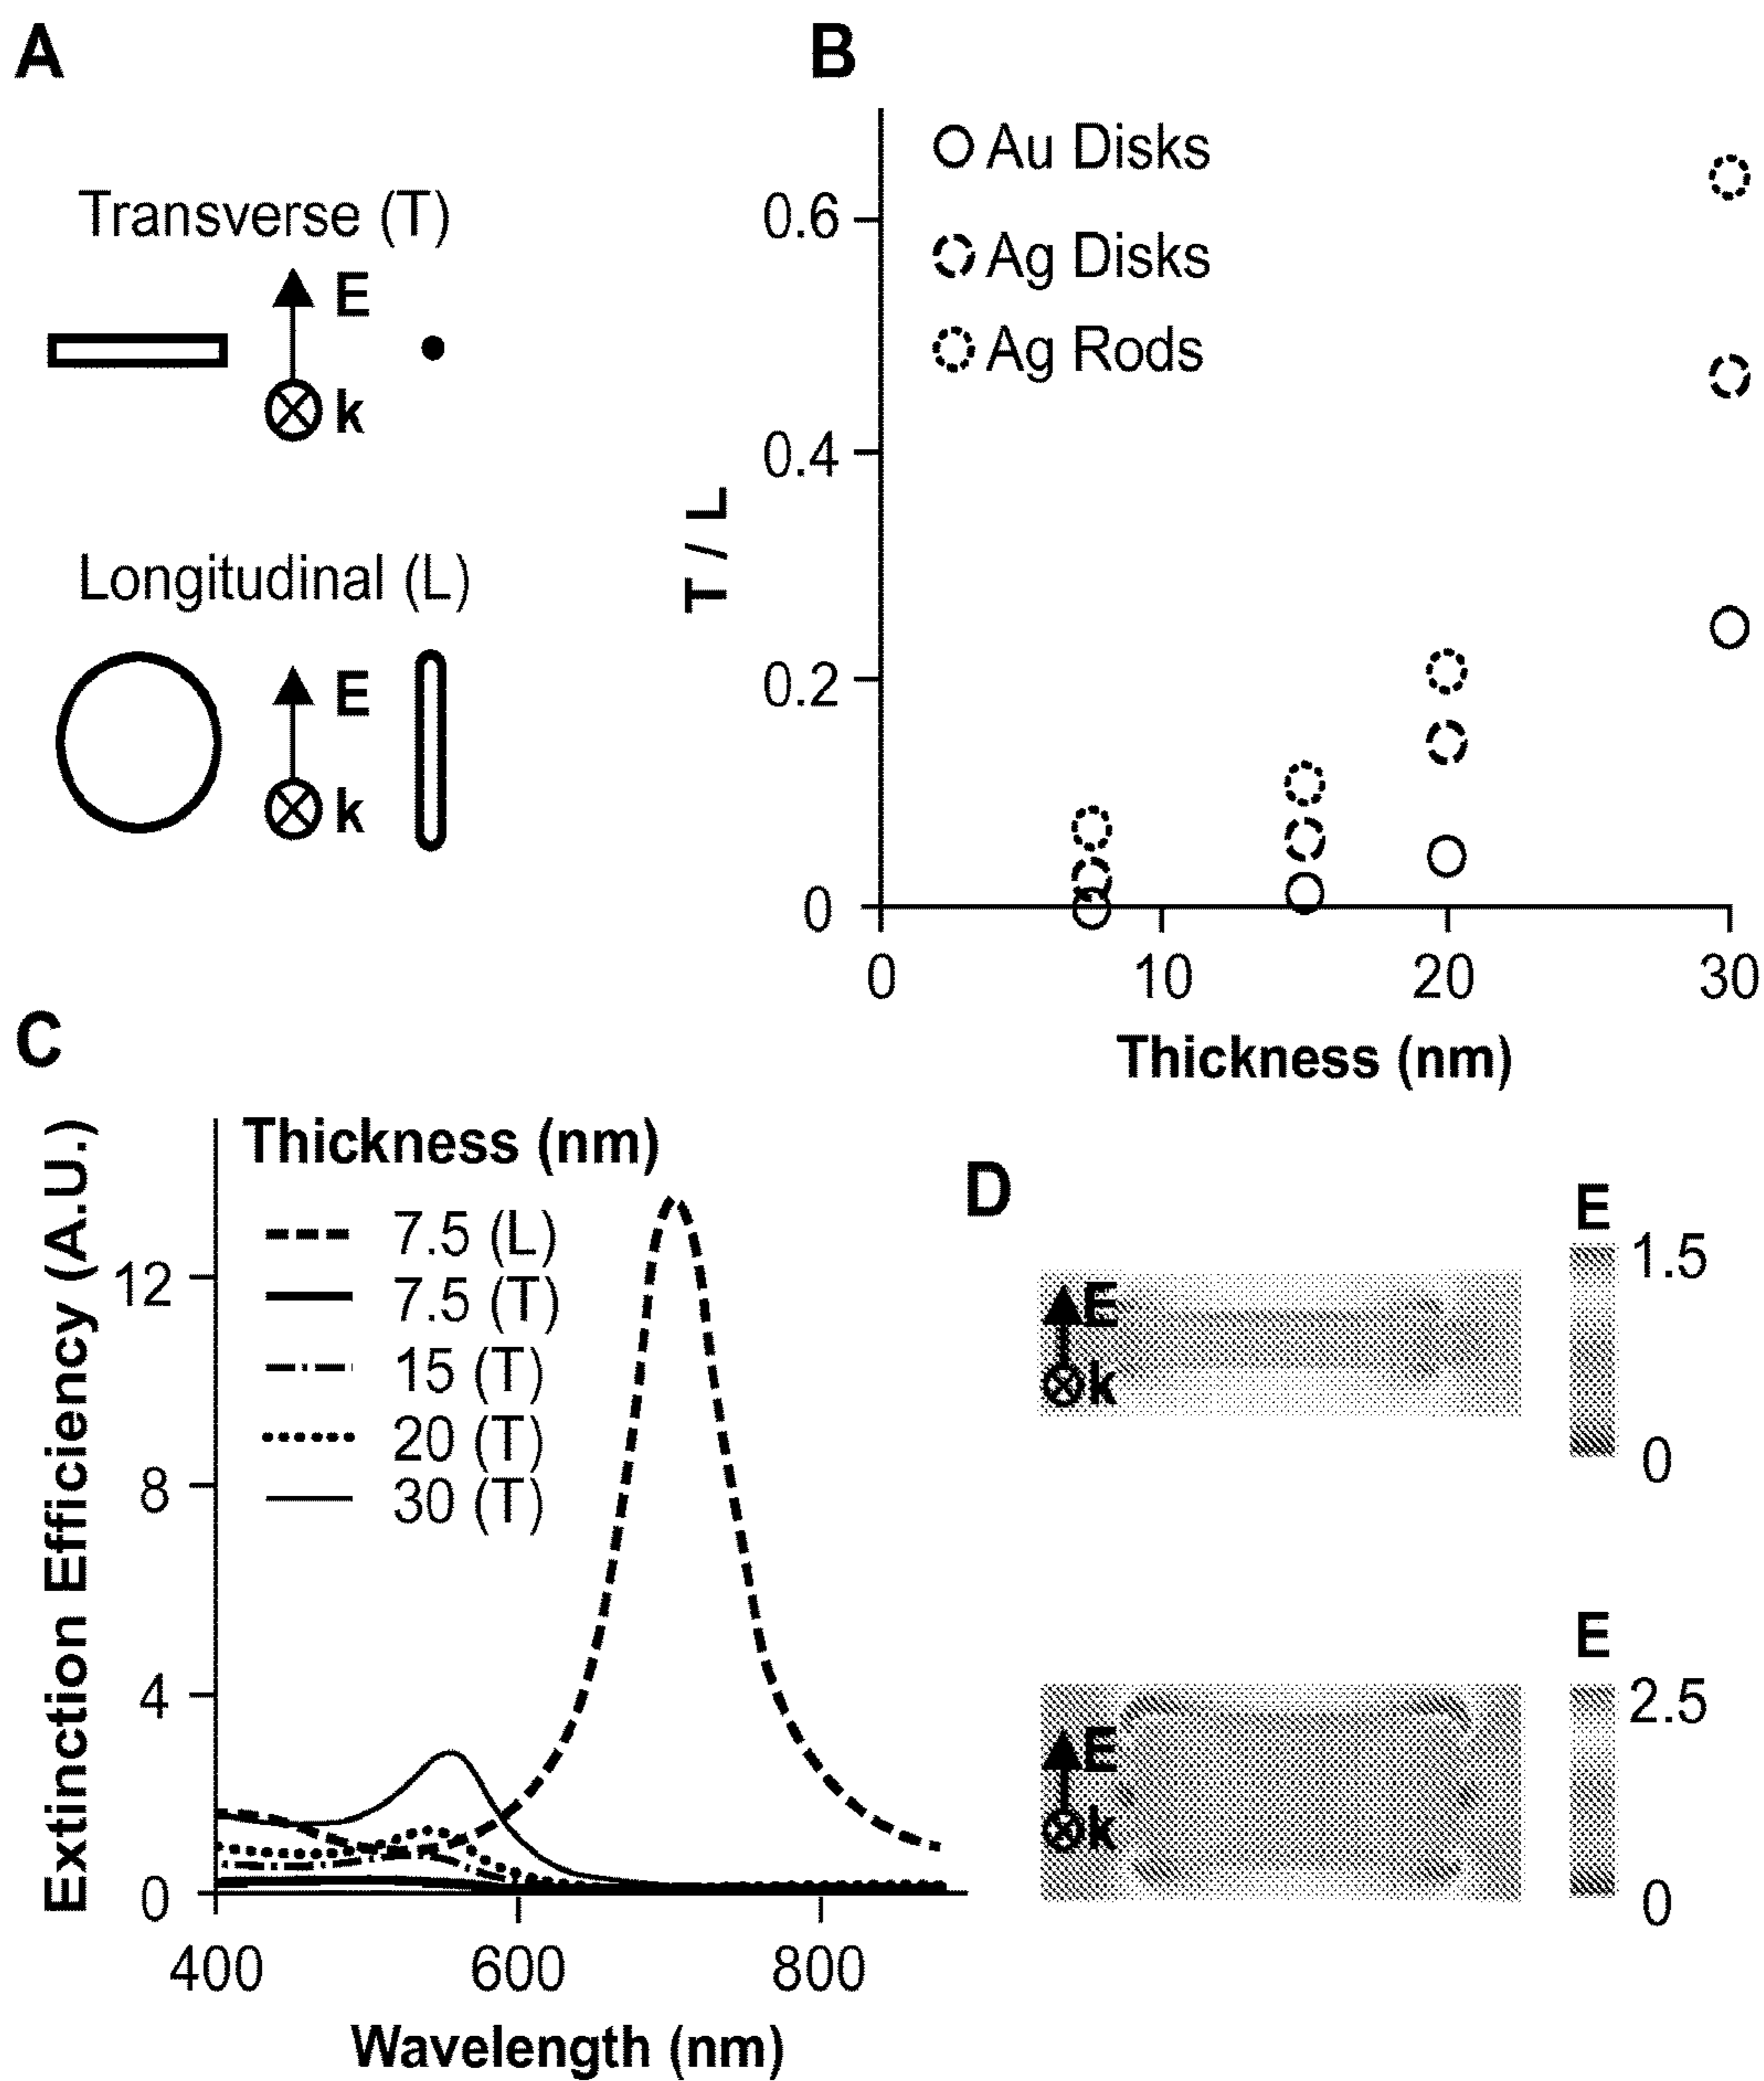 A
Transverse (T)
E
k
Longitudinal (L)
E
k
B
Au Disks
Ag Disks
Ag Rods
0.6
0.4
0.2
0
T / L
0 10 20 30
Thickness (nm)
C
Thickness (nm)
7.5 (L)
7.5 (T)
15 (T)
20 (T)
30 (T)
12
8
4
0
Extinction Efficiency (A.U.)
400 600 800
Wavelength (nm)
D
E
1.5
0
E
k
E
2.5
0
E
k